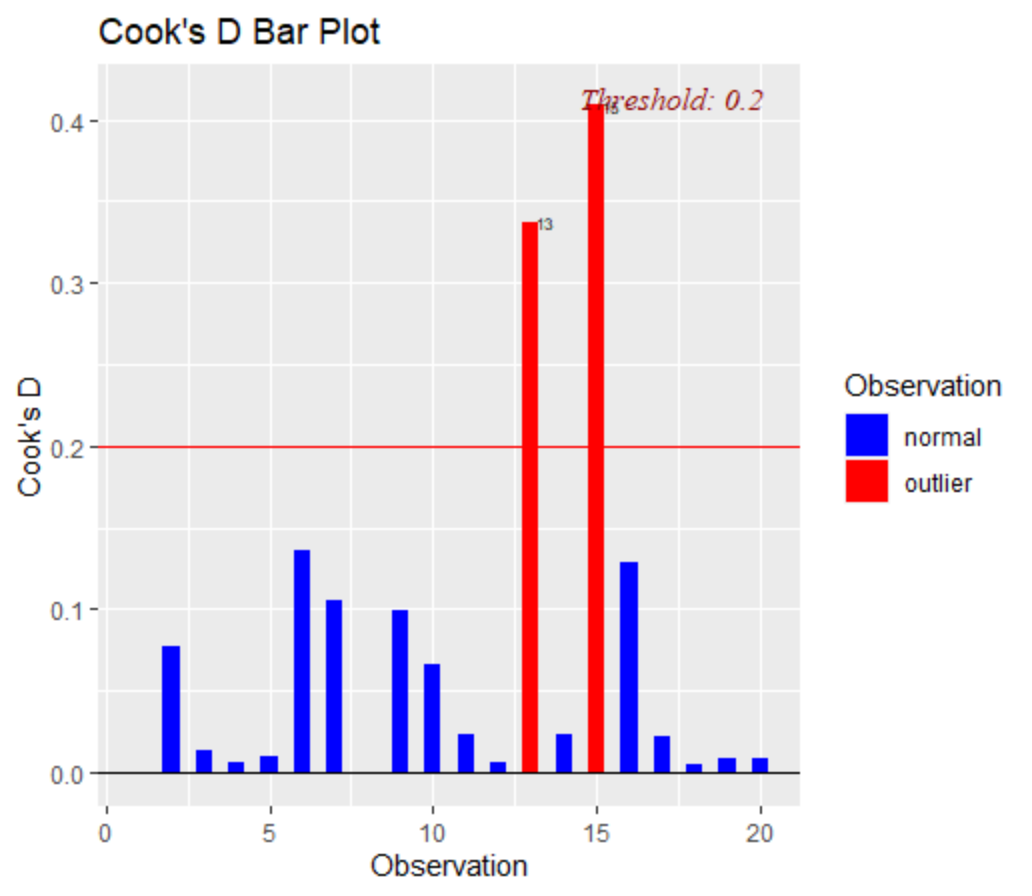 Cook's D Bar Plot
Threshold: 0.2
15
0.4
13
0.3
Cook's D
0.2
0.1
0.0
0 5 10 15 20
Observation
Observation
normal
outlier